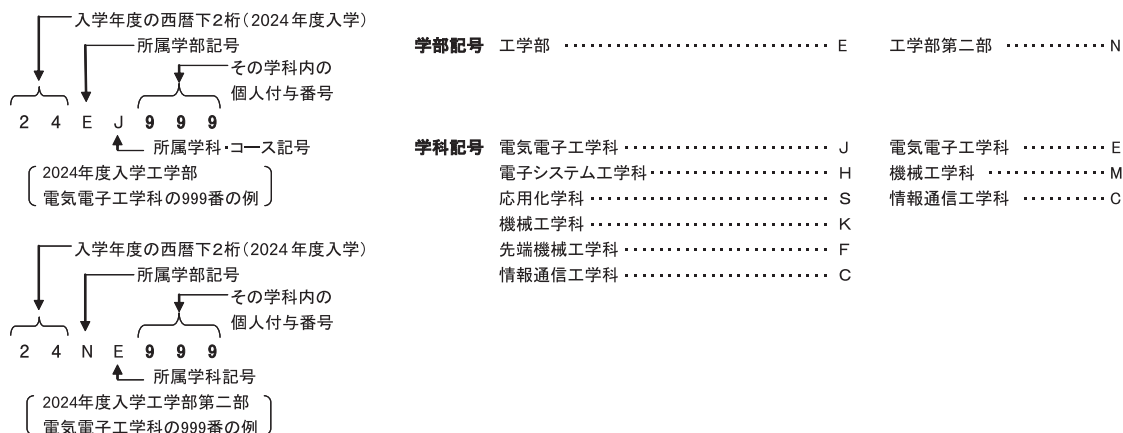 入学年度の西暦下2桁(2024年度入学)
所属学部記号
その学科内の
個人付与番号
2 4 E J 9 9 9
所属学科・コース記号
2024年度入学工学部
電気電子工学科の999番の例
入学年度の西暦下2桁(2024年度入学)
所属学部記号
その学科内の
個人付与番号
2 4 N E 9 9 9
所属学科記号
2024年度入学工学部第二部
電気電子工学科の999番の例
学部記号 工学部 ………………………… E 工学部第二部 ………… N
学科記号 電気電子工学科 ………………………… J 電気電子工学科 ………… E
電子システム工学科 ………………………… H 機械工学科 ………… M
応用化学科 ………………………… S 情報通信工学科 ………… C
機械工学科 ………………………… K
先端機械工学科 ………………………… F
情報通信工学科 ………………………… C